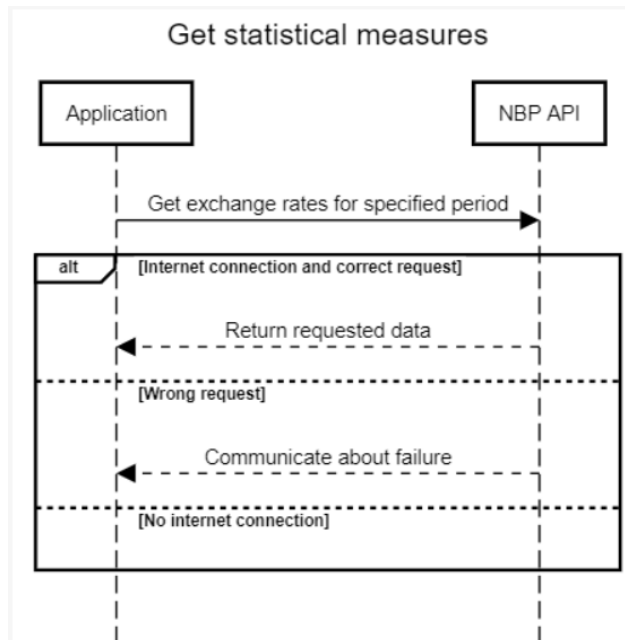 Get statistical measures
Application
NBP API
Get exchange rates for specified period
alt
[Internet connection and correct request]
Return requested data
[Wrong request]
Communicate about failure
[No internet connection]